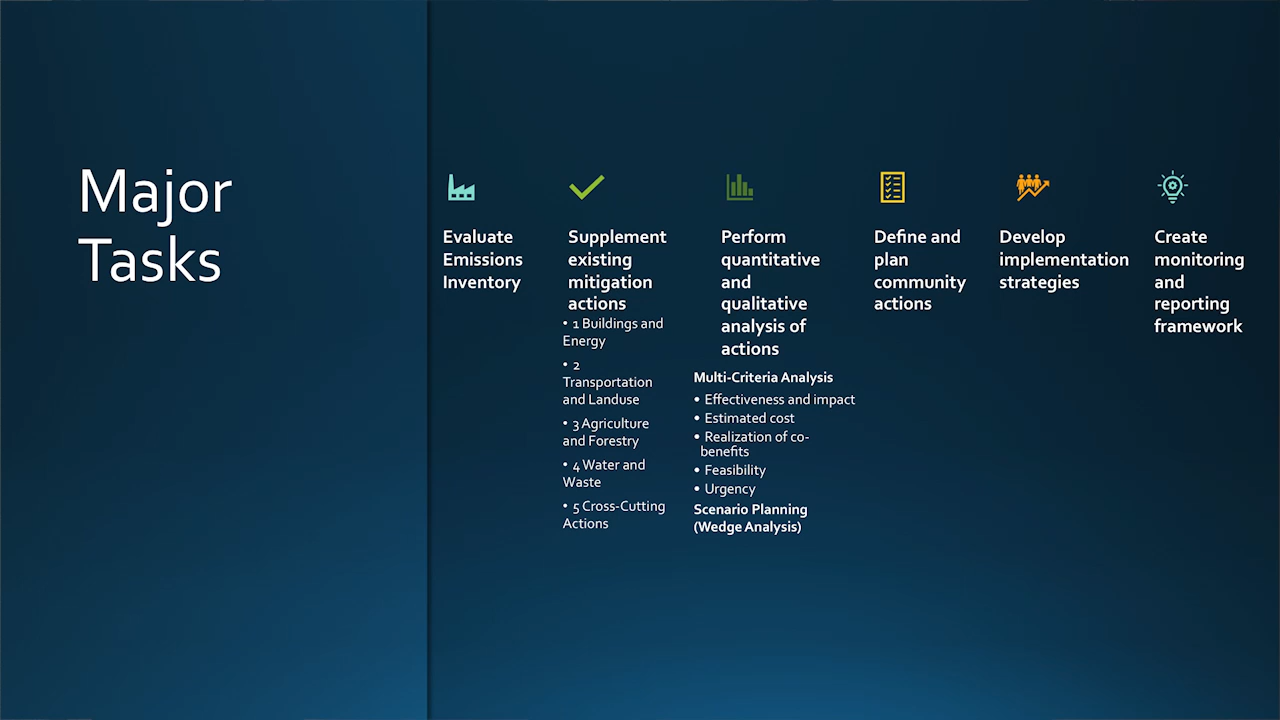 Major
Tasks
Evaluate
Emissions
Inventory
Supplement
existing
mitigation
actions
• 1 Buildings and
Energy
• 2
Transportation
and Landuse
• 3 Agriculture
and Forestry
• 4 Water and
Waste
• 5 Cross-Cutting
Actions
Perform
quantitative
and
qualitative
analysis of
actions
Multi-Criteria Analysis
• Effectiveness and impact
• Estimated cost
• Realization of co-
benefits
• Feasibility
• Urgency
Scenario Planning
(Wedge Analysis)
Define and
plan
community
actions
Develop
implementation
strategies
Create
monitoring
and
reporting
framework